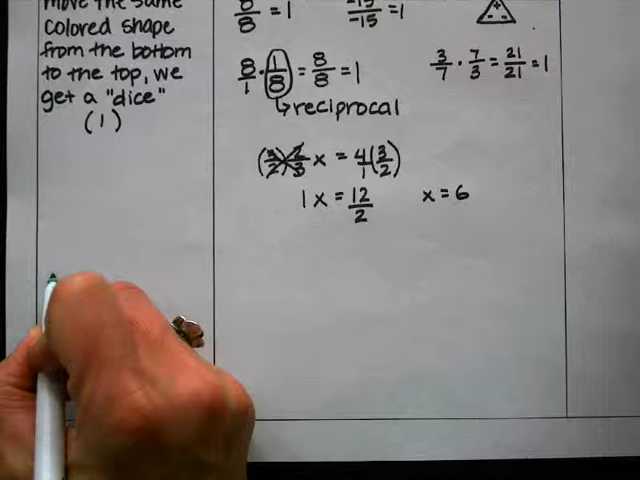 move the same
colored shape
from the bottom
to the top, we
get a "dice"
(1)
8/8 = 1
-15/-15 = 1
+
- -
8/1 · 1/8 = 8/8 = 1
reciprocal
3/7 · 7/3 = 21/21 = 1
(3/2) 2/3 x = 4/1 (3/2)
1x = 12/2
x = 6